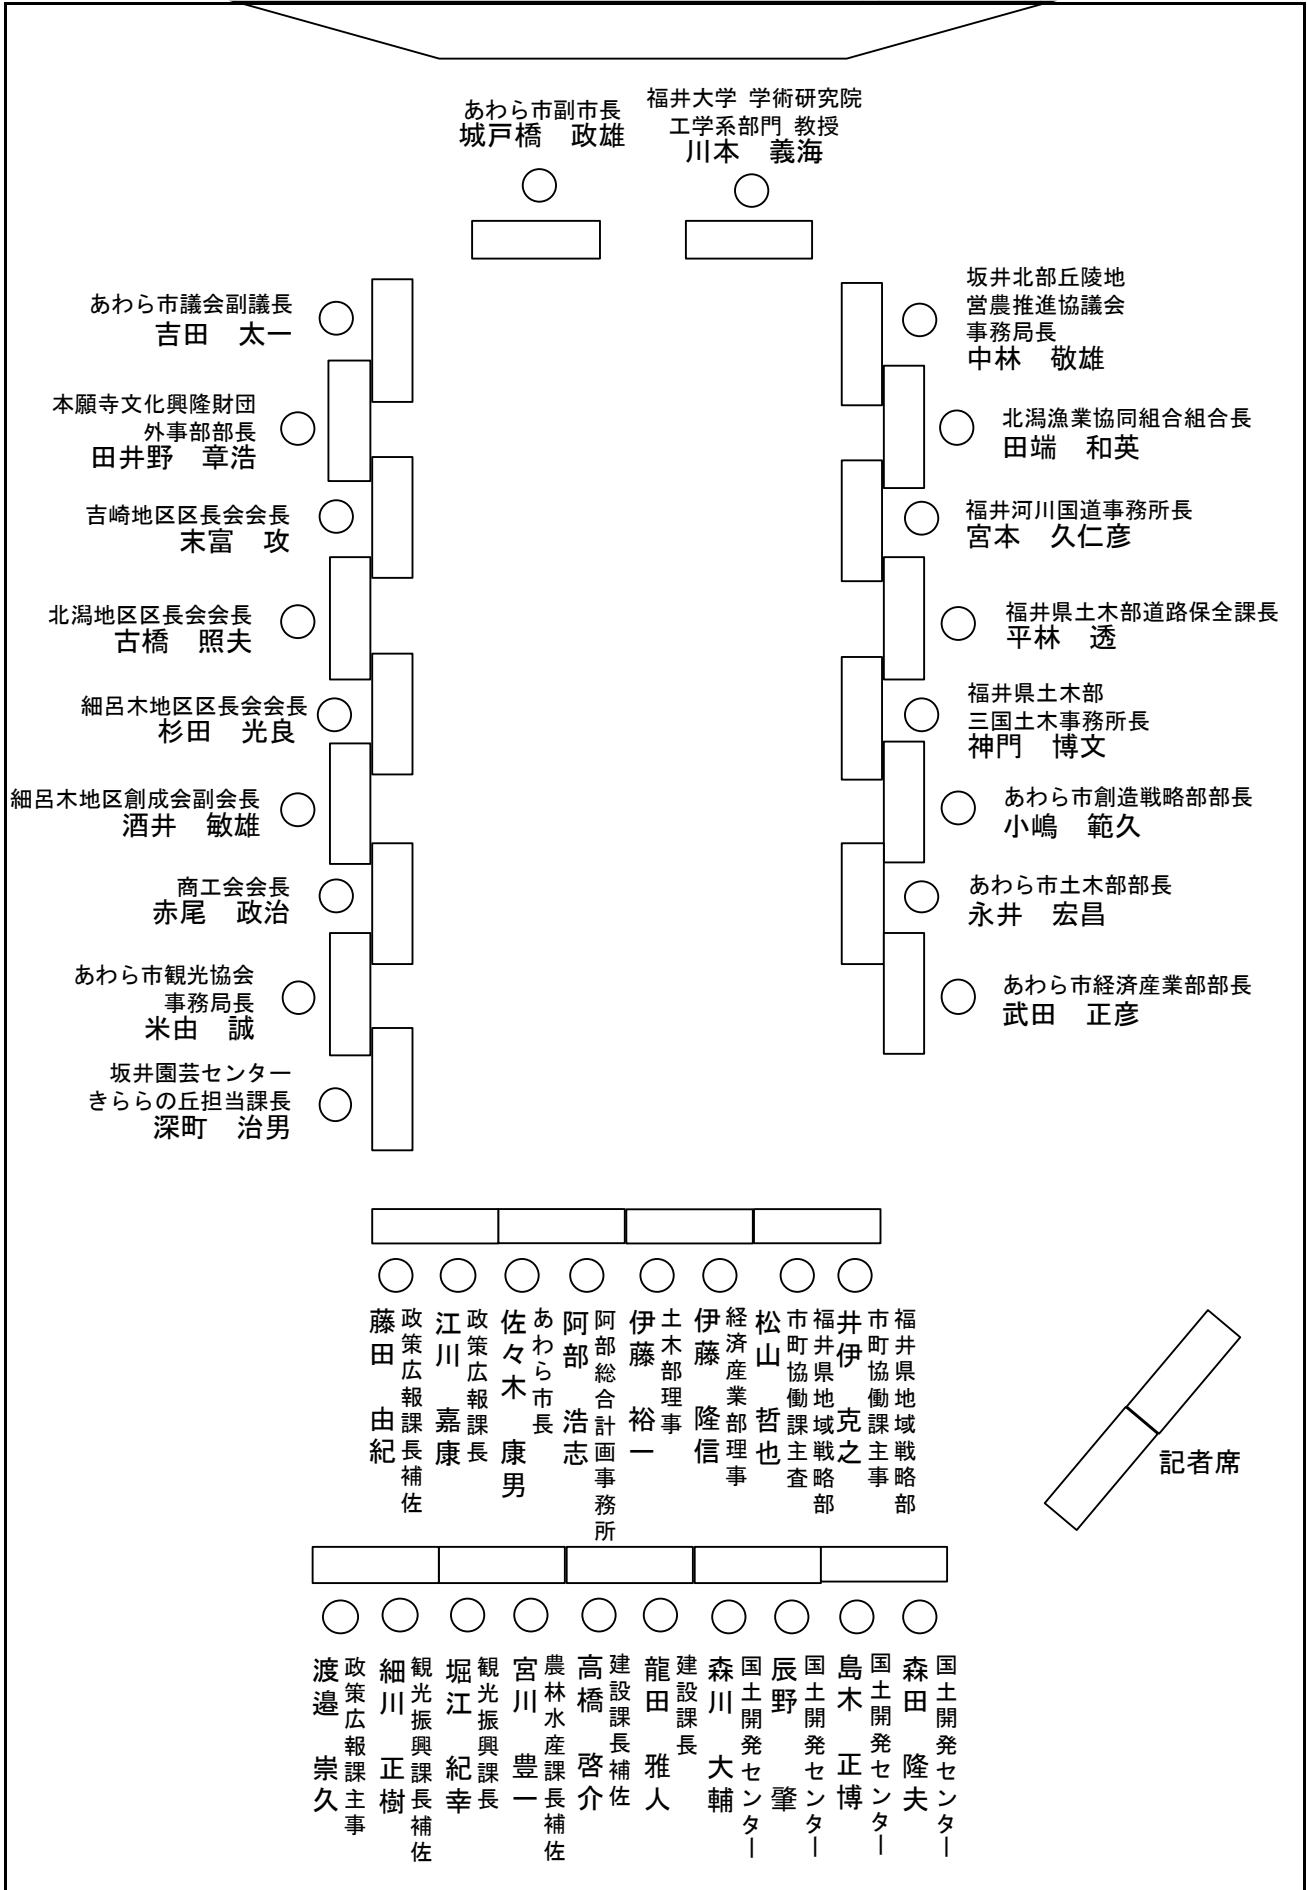 あわら市副市長
城戸橋　政雄
福井大学 学術研究院
工学系部門 教授
川本　義海
あわら市議会副議長
吉田　太一
本願寺文化興隆財団
外事部部長
田井野　章浩
吉崎地区区長会会長
末富　攻
北潟地区区長会会長
古橋　照夫
細呂木地区区長会会長
杉田　光良
細呂木地区創成会副会長
酒井　敏雄
商工会会長
赤尾　政治
あわら市観光協会
事務局長
米由　誠
坂井園芸センター
きららの丘担当課長
深町　治男
坂井北部丘陵地
営農推進協議会
事務局長
中林　敬雄
北潟漁業協同組合組合長
田端　和英
福井河川国道事務所長
宮本　久仁彦
福井県土木部道路保全課長
平林　透
福井県土木部
三国土木事務所長
神門　博文
あわら市創造戦略部部長
小嶋　範久
あわら市土木部部長
永井　宏昌
あわら市経済産業部部長
武田　正彦
政策広報課長補佐
藤田　由紀
政策広報課長
江川　嘉康
あわら市長
佐々木　康男
阿部総合計画事務所
阿部　浩志
土木部理事
伊藤　裕一
経済産業部理事
伊藤　隆信
福井県地域戦略部
市町協働課主査
松山　哲也
福井県地域戦略部
市町協働課主事
井伊　克之
記者席
政策広報課主事
渡邉　崇久
観光振興課長補佐
細川　正樹
観光振興課長
堀江　紀幸
農林水産課長補佐
宮川　豊一
建設課長補佐
高橋　啓介
建設課長
龍田　雅人
国土開発センター
森川　大輔
国土開発センター
辰野　肇
国土開発センター
島木　正博
国土開発センター
森田　隆夫